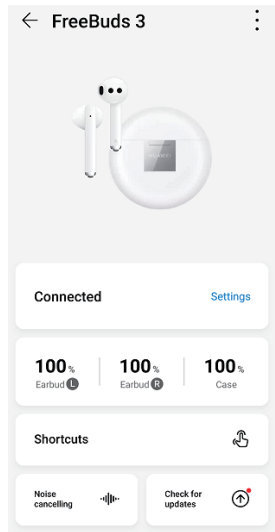 FreeBuds 3
Connected
Settings
100%
100%
100%
Earbud L
Earbud R
Case
Shortcuts
Noise
cancelling
Check for
updates